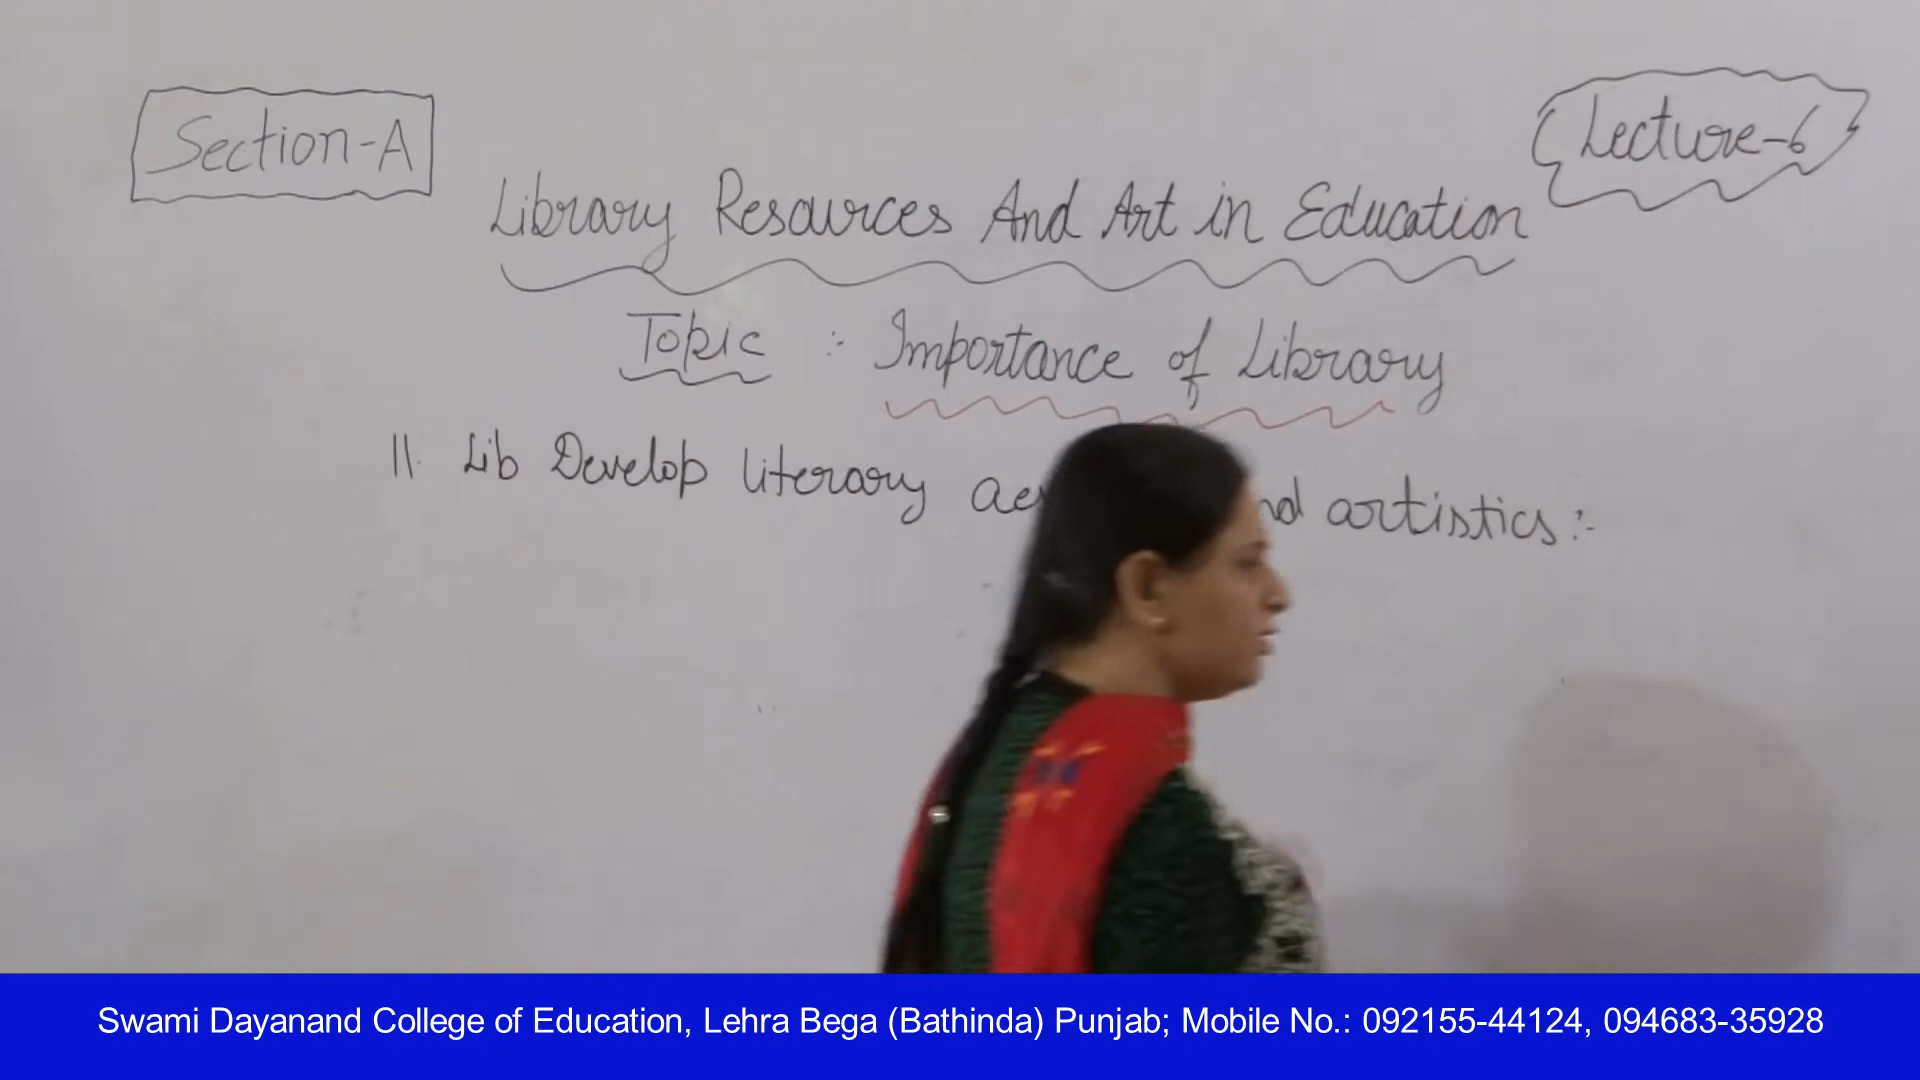 Section-A
Lecture-6
Library Resources And Art in Education
Topic :- Importance of Library
11. Lib Develop literary and artistics :-
Swami Dayanand College of Education, Lehra Bega (Bathinda) Punjab; Mobile No.: 092155-44124, 094683-35928